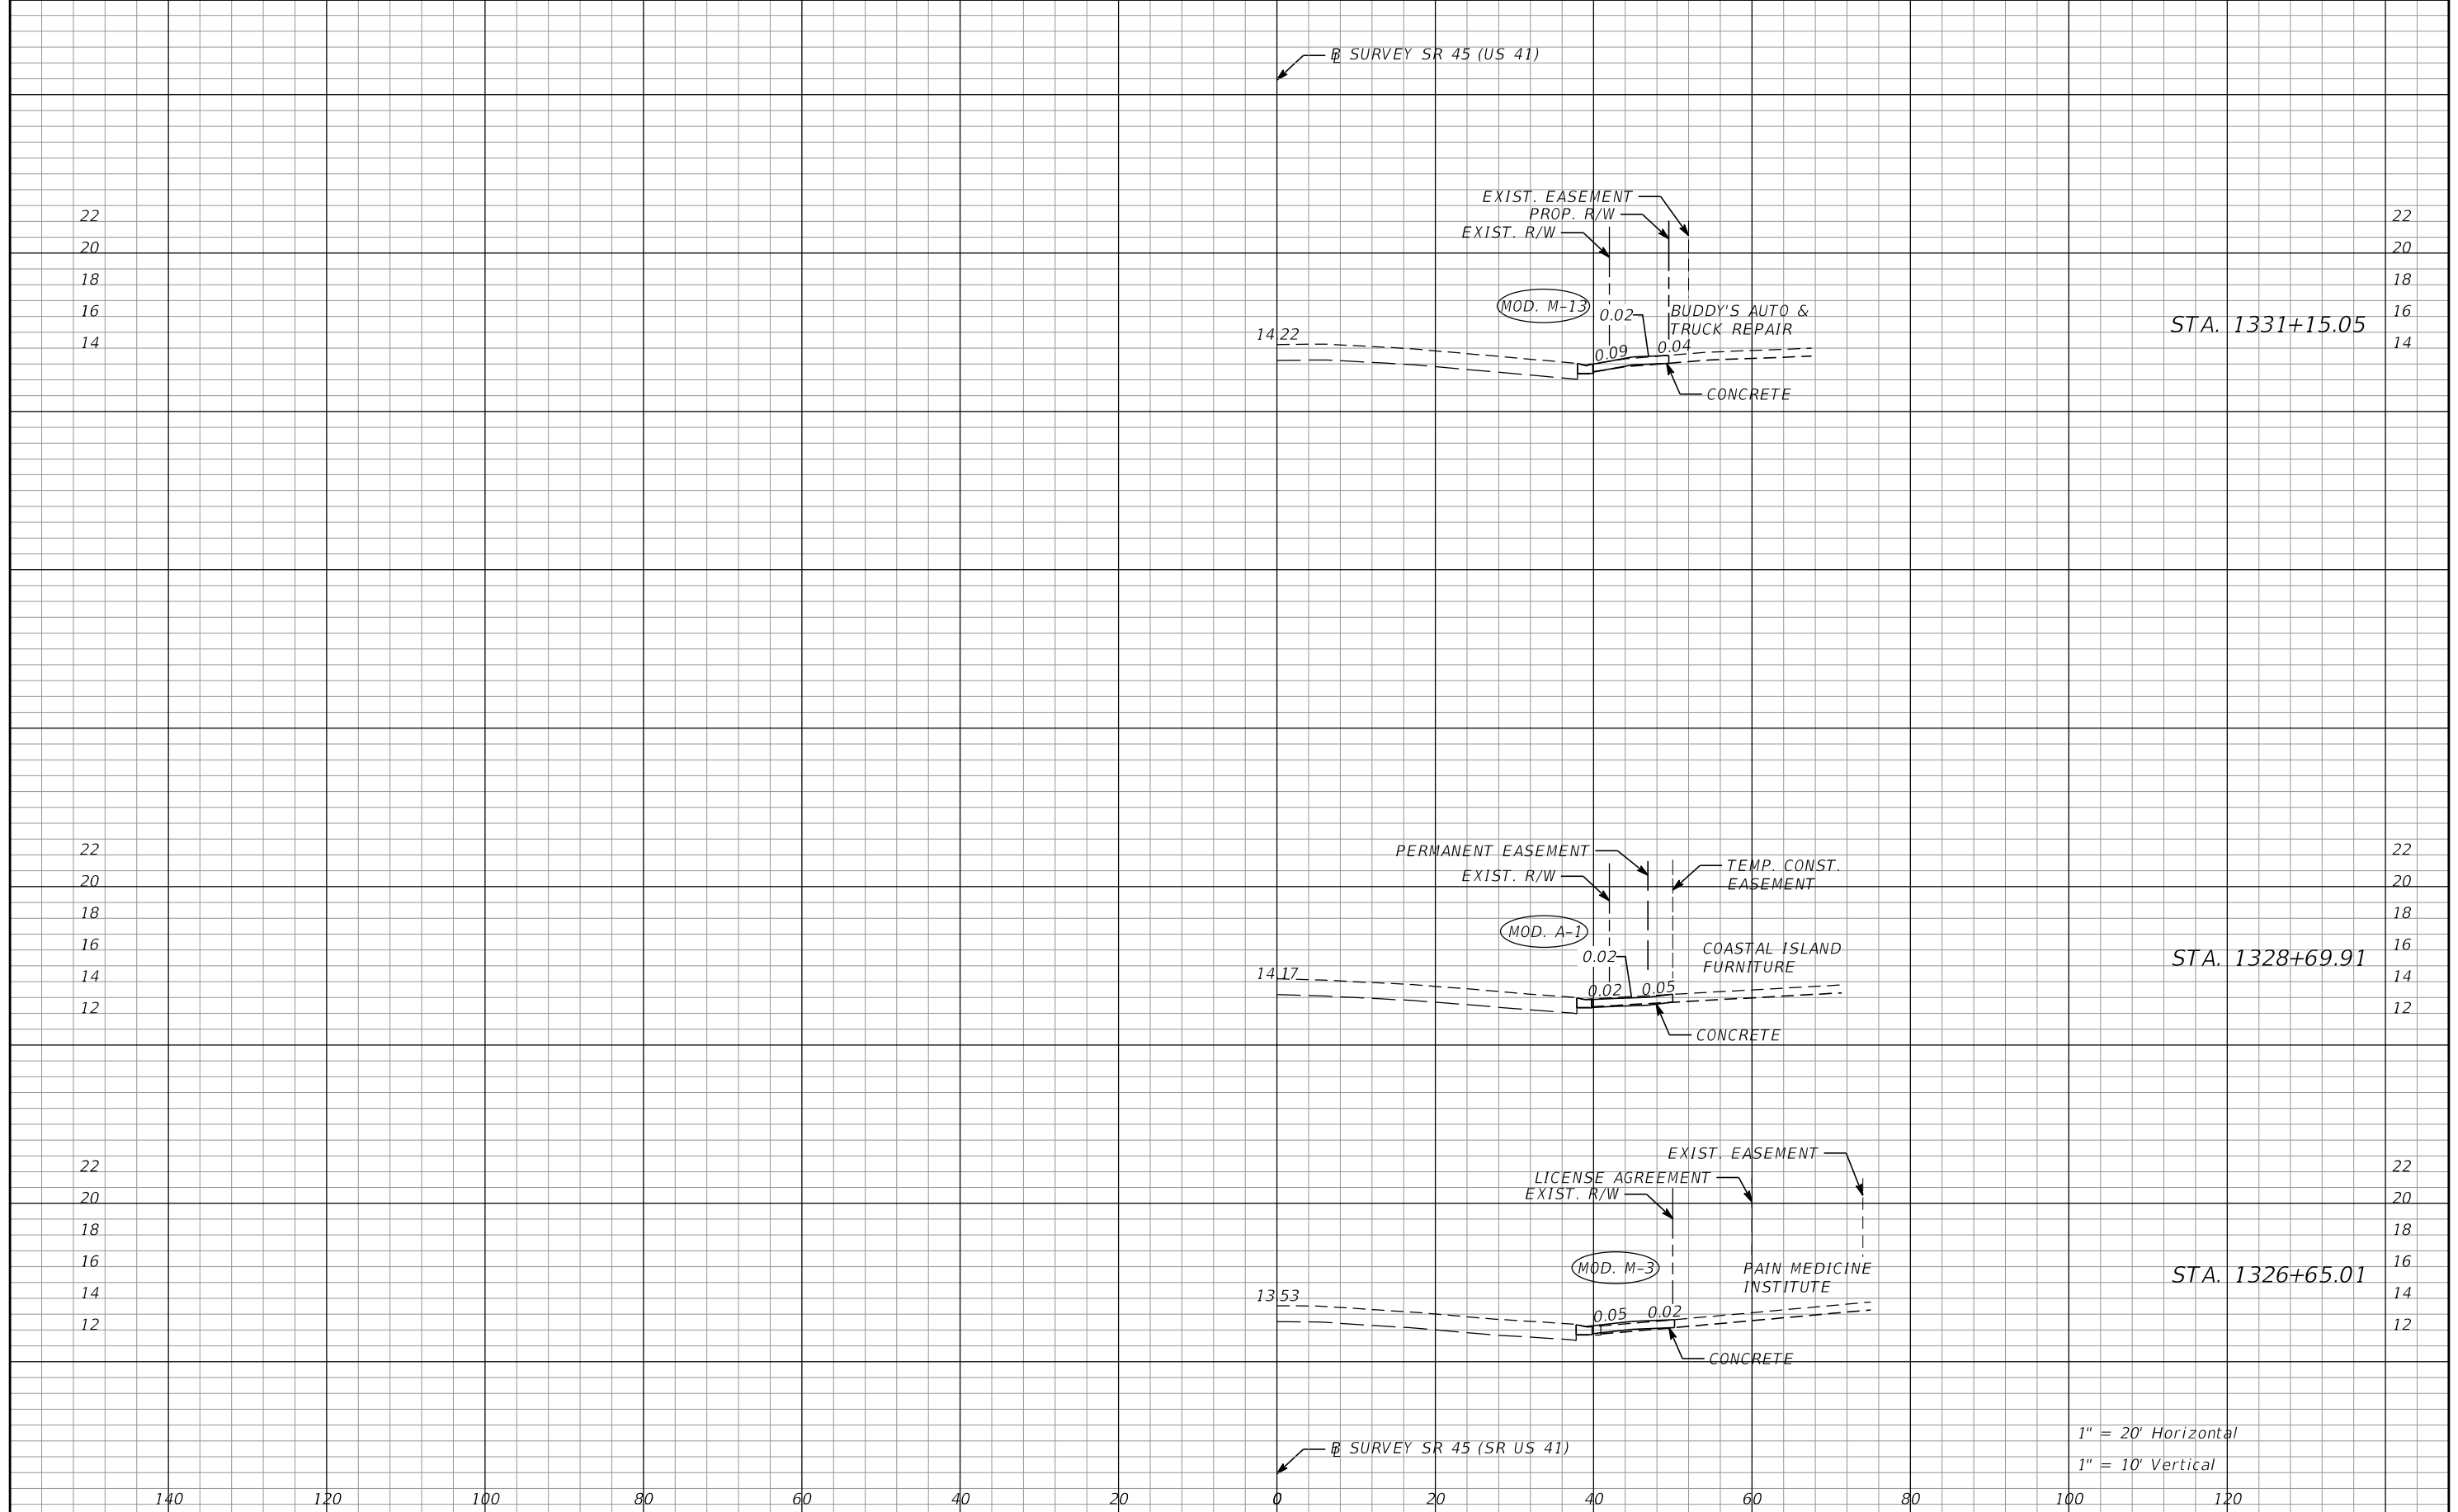 ℄ SURVEY SR 45 (US 41)
EXIST. EASEMENT
PROP. R/W
EXIST. R/W
22
22
20
20
18
18
MOD. M-13
16
0.02
BUDDY'S AUTO &
TRUCK REPAIR
16
STA. 1331+15.05
14
14.22
0.09
0.04
14
CONCRETE
PERMANENT EASEMENT
22
22
TEMP. CONST.
EASEMENT
EXIST. R/W
20
20
18
18
MOD. A-1
16
0.02
COASTAL ISLAND
FURNITURE
16
STA. 1328+69.91
14
14.17
0.02
0.05
14
12
12
CONCRETE
EXIST. EASEMENT
22
22
LICENSE AGREEMENT
EXIST. R/W
20
20
18
18
16
MOD. M-3
PAIN MEDICINE
INSTITUTE
16
STA. 1326+65.01
14
13.53
14
12
0.05
0.02
12
CONCRETE
1" = 20' Horizontal
℄ SURVEY SR 45 (SR US 41)
1" = 10' Vertical
140 120 100 80 60 40 20 0 20 40 60 80 100 120